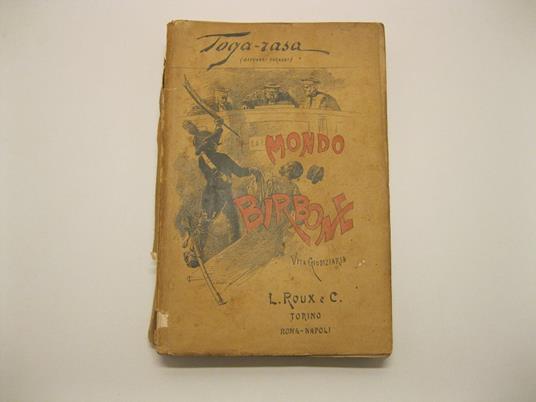 Toga-rasa
MONDO
BIRBONE
VITA GIUDIZIARIA
L. ROUX e C.
TORINO
ROMA-NAPOLI